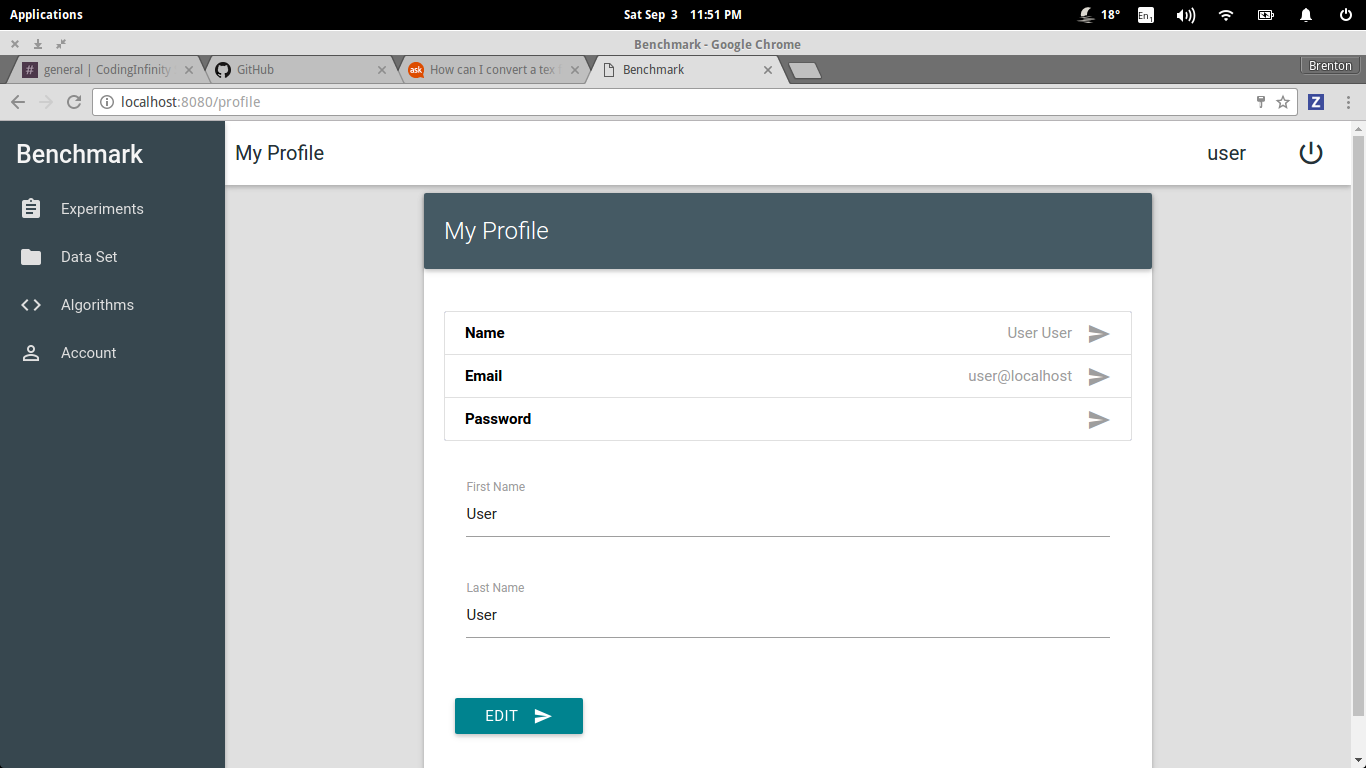 Applications
Sat Sep 3 11:51 PM
18°
En1
Benchmark - Google Chrome
general | CodingInfinity
GitHub
How can I convert a tex f
Benchmark
Brenton
localhost:8080/profile
Z
Benchmark
My Profile
user
Experiments
Data Set
Algorithms
Account
My Profile
Name User User
Email user@localhost
Password
First Name
User
Last Name
User
EDIT